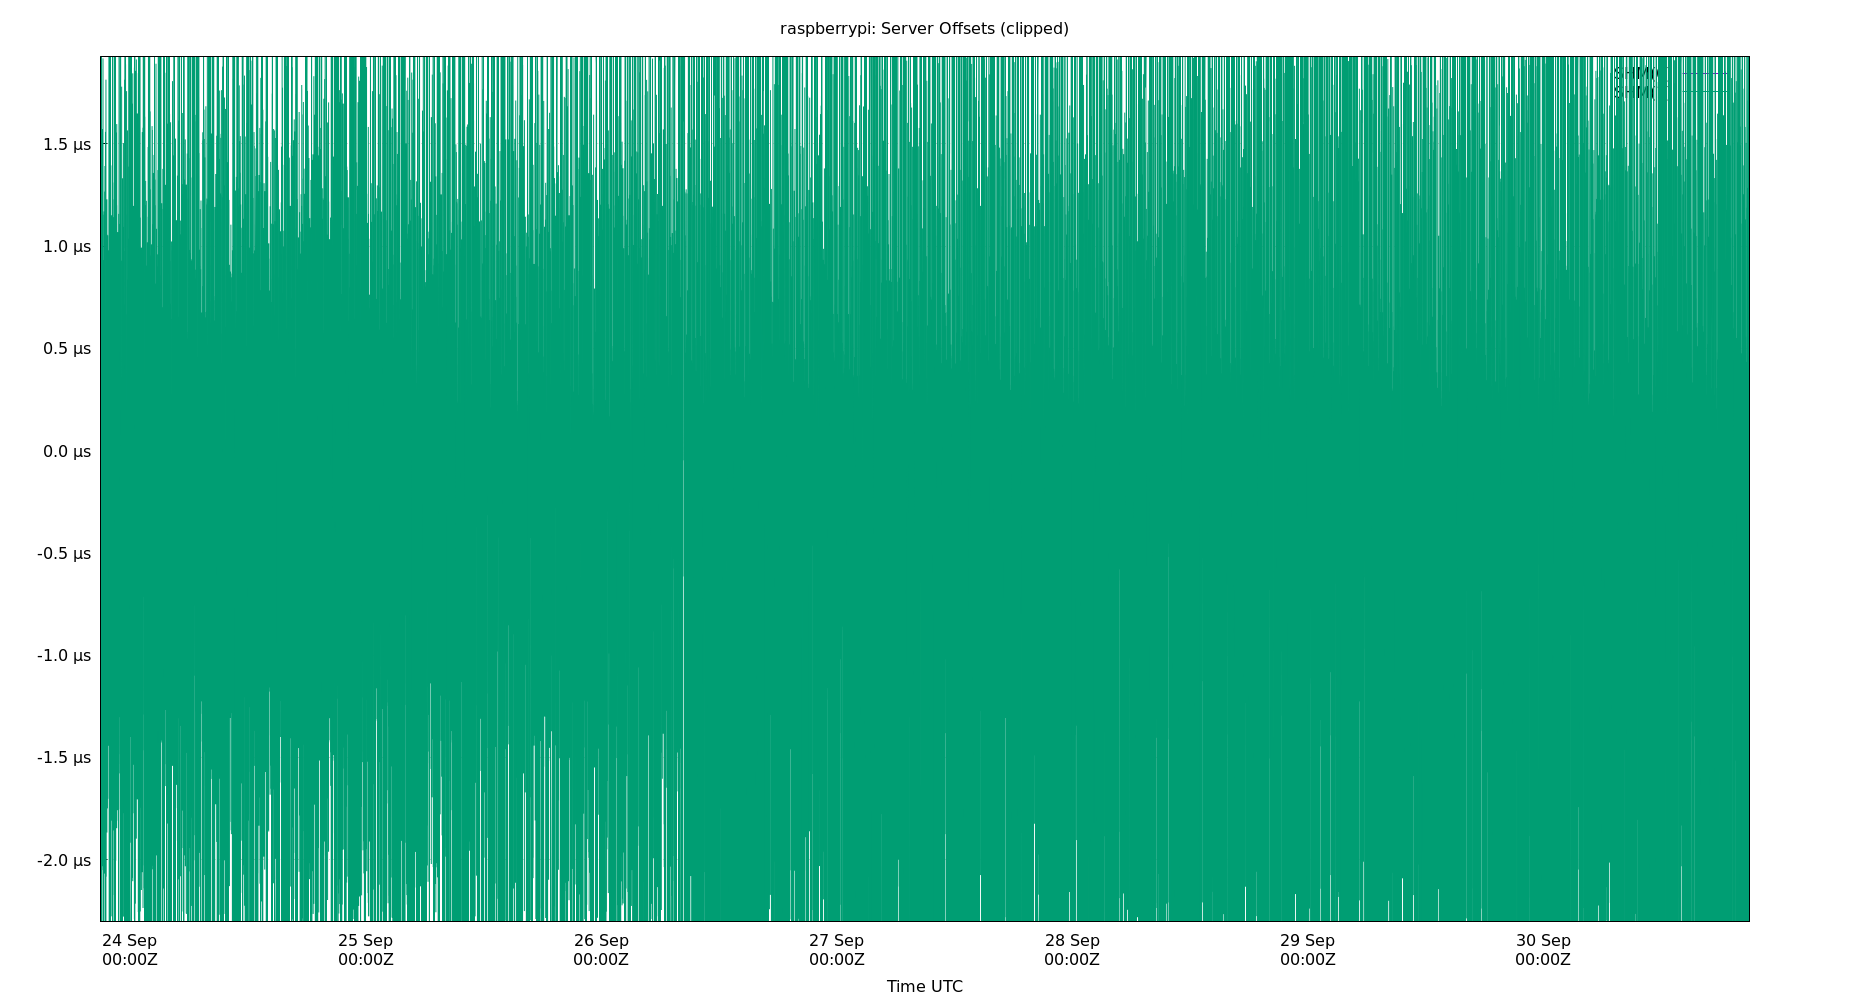 raspberrypi: Server Offsets (clipped)
1.5 µs
1.0 µs
0.5 µs
0.0 µs
-0.5 µs
-1.0 µs
-1.5 µs
-2.0 µs
24 Sep 25 Sep 26 Sep 27 Sep 28 Sep 29 Sep 30 Sep
00:00Z 00:00Z 00:00Z 00:00Z 00:00Z 00:00Z 00:00Z
Time UTC